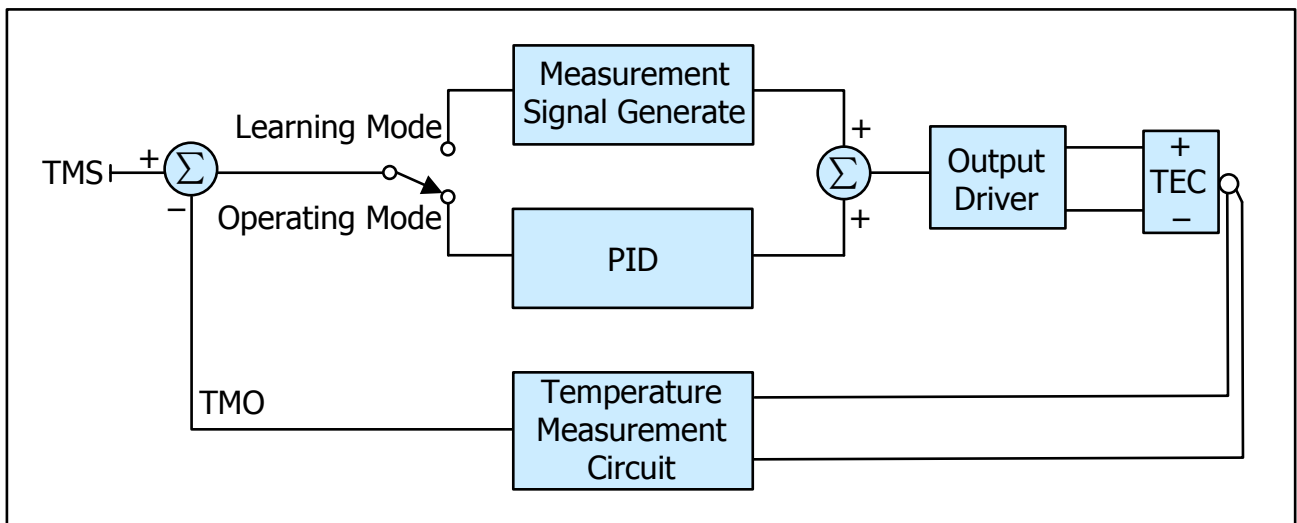 Measurement
Signal Generate
Learning Mode
+
TMS
+
Σ
−
Operating Mode
PID
Σ
+
Output
Driver
+
TEC
−
TMO
Temperature
Measurement
Circuit